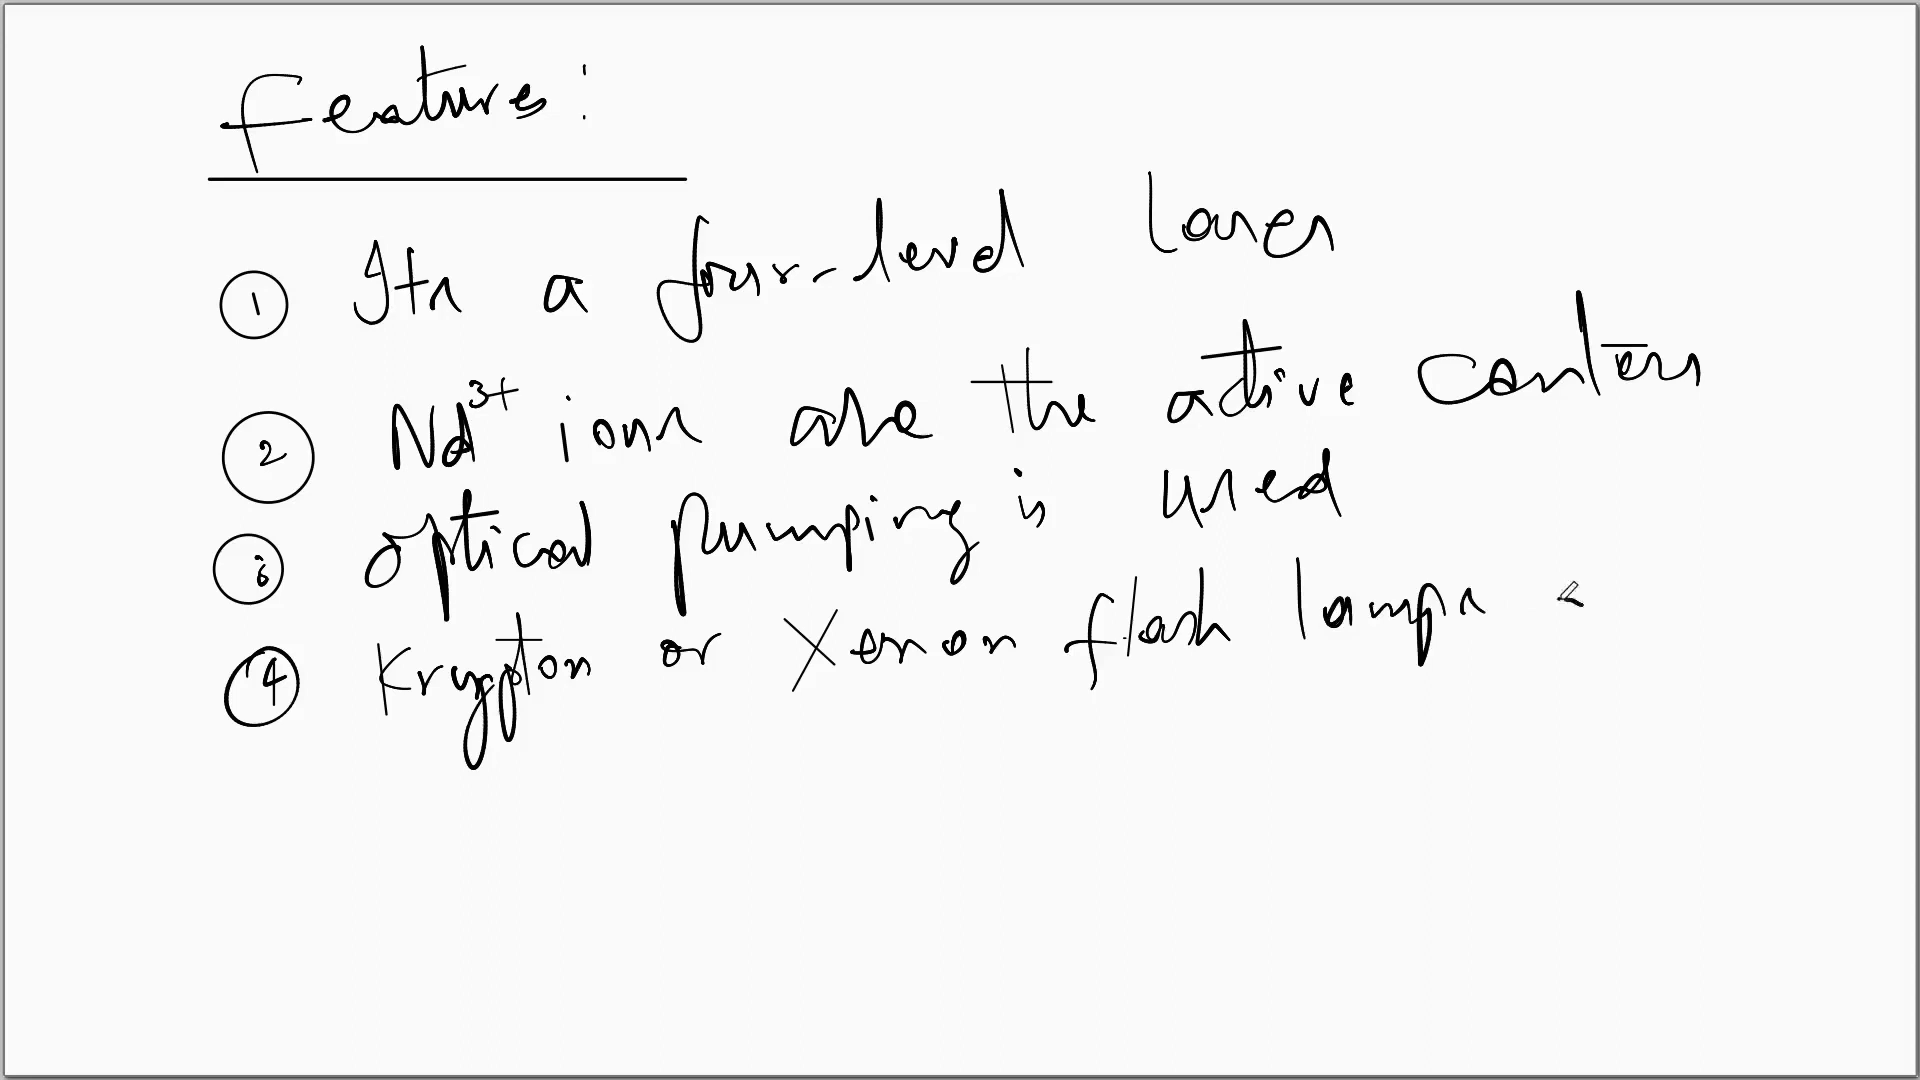 Features:
1 Its a four-level laser
2 Nd³⁺ ions are the active centers
3 optical pumping is used
4 Krypton or Xenon flash lamps